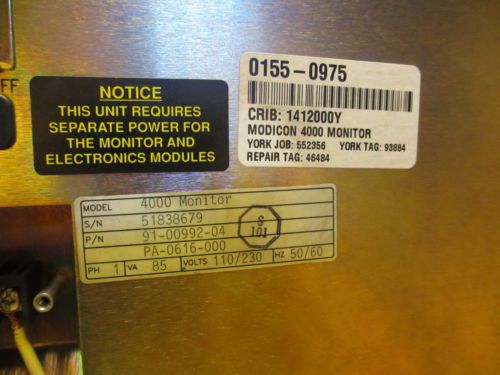 FF
NOTICE
THIS UNIT REQUIRES
SEPARATE POWER FOR
THE MONITOR AND
ELECTRONICS MODULES
0155-0975
CRIB: 1412000Y
MODICON 4000 MONITOR
YORK JOB: 552356 YORK TAG: 93884
REPAIR TAG: 46484
MODEL 4000 Monitor
S/N 51838679
P/N 91-00992-04
PA-0616-000
S
101
PH 1 VA 85 VOLTS 110/230 HZ 50/60